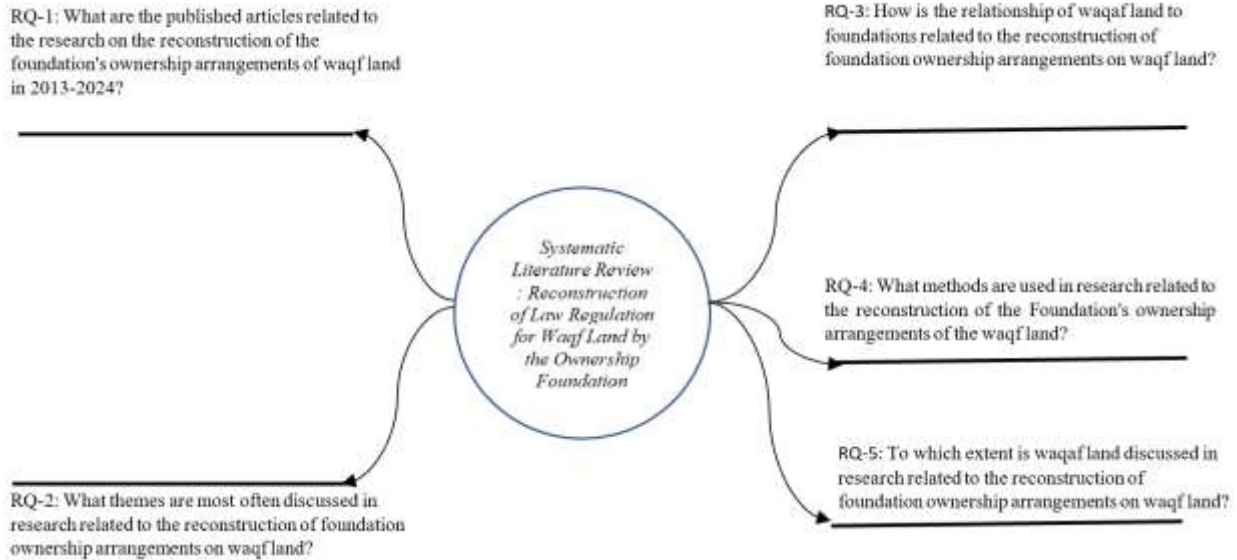 RQ-1: What are the published articles related to
the research on the reconstruction of the
foundation's ownership arrangements of waqf land
in 2013-2024?
RQ-2: What themes are most often discussed in
research related to the reconstruction of foundation
ownership arrangements on waqf land?
Systematic
Literature Review
: Reconstruction
of Law Regulation
for Waqf Land by
the Ownership
Foundation
RQ-3: How is the relationship of waqaf land to
foundations related to the reconstruction of
foundation ownership arrangements on waqf land?
RQ-4: What methods are used in research related to
the reconstruction of the Foundation's ownership
arrangements of the waqf land?
RQ-5: To which extent is waqaf land discussed in
research related to the reconstruction of
foundation ownership arrangements on waqf land?